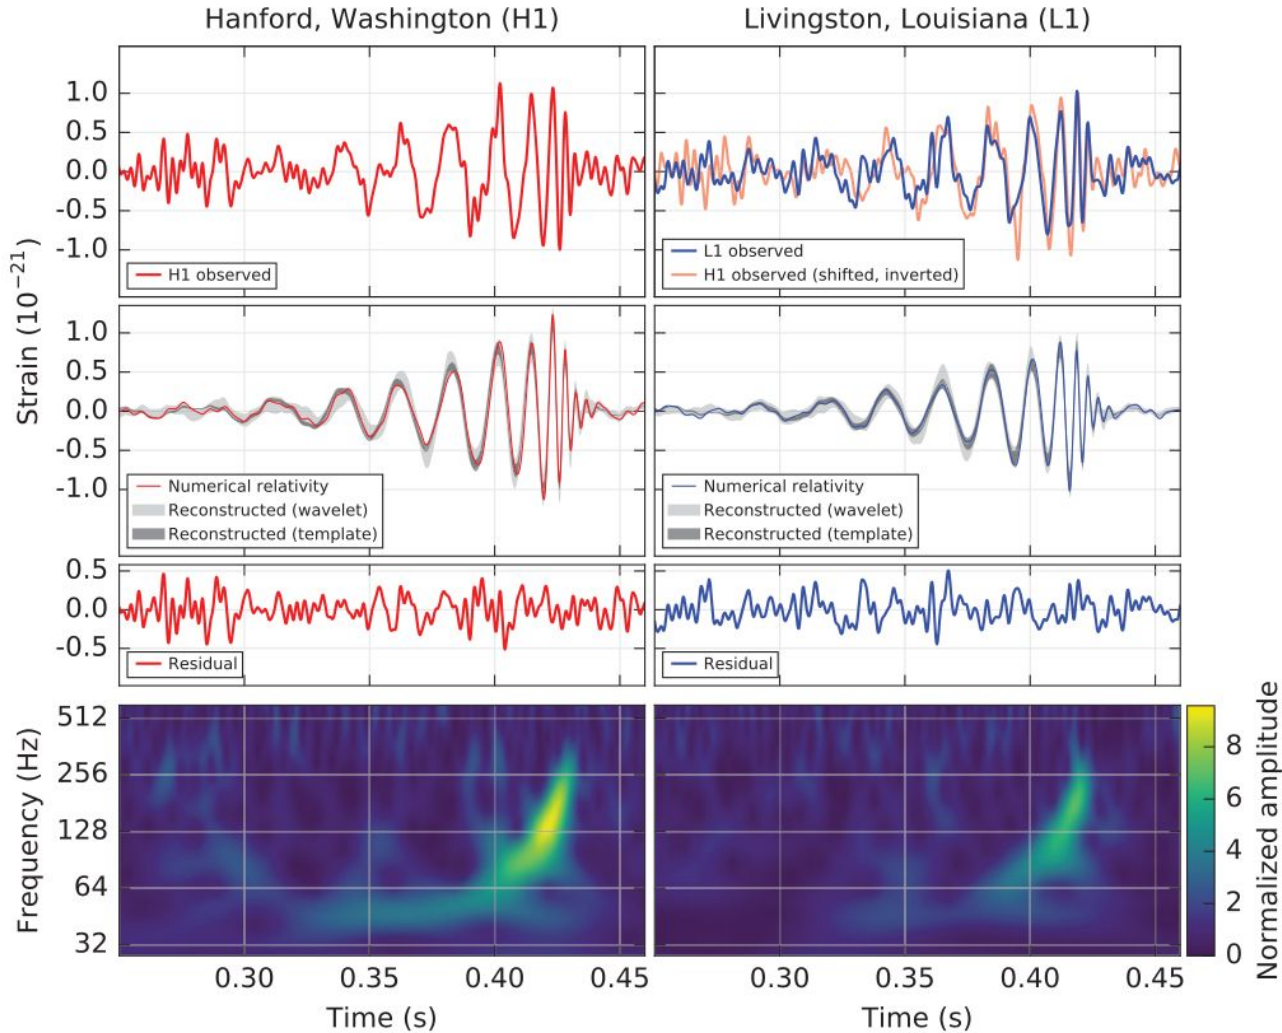 Hanford, Washington (H1)
Livingston, Louisiana (L1)
Strain (10⁻²¹)
1.0
0.5
0.0
-0.5
-1.0
H1 observed
L1 observed
H1 observed (shifted, inverted)
1.0
0.5
0.0
-0.5
-1.0
Numerical relativity
Reconstructed (wavelet)
Reconstructed (template)
Numerical relativity
Reconstructed (wavelet)
Reconstructed (template)
0.5
0.0
-0.5
Residual
Residual
Frequency (Hz)
512
256
128
64
32
Normalized amplitude
8
6
4
2
0
0.30 0.35 0.40 0.45
0.30 0.35 0.40 0.45
Time (s)
Time (s)